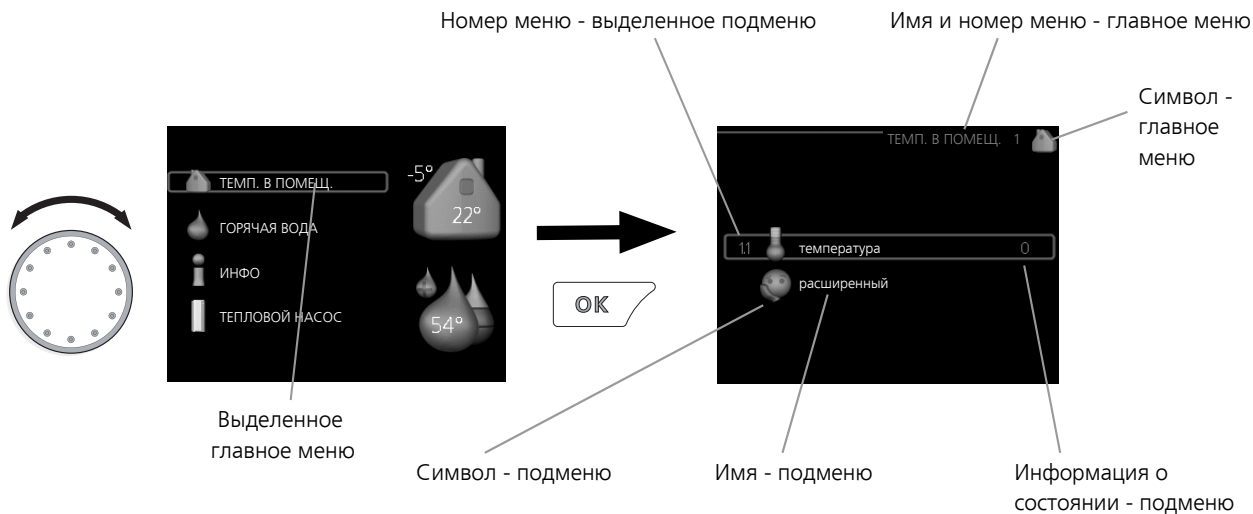 Номер меню - выделенное подменю
Имя и номер меню - главное меню
Символ -
главное
меню
ТЕМП. В ПОМЕЩ.
ГОРЯЧАЯ ВОДА
ИНФО
ТЕПЛОВОЙ НАСОС
-5°
22°
54°
OK
ТЕМП. В ПОМЕЩ. 1
1.1 температура 0
расширенный
Выделенное
главное меню
Символ - подменю
Имя - подменю
Информация о
состоянии - подменю